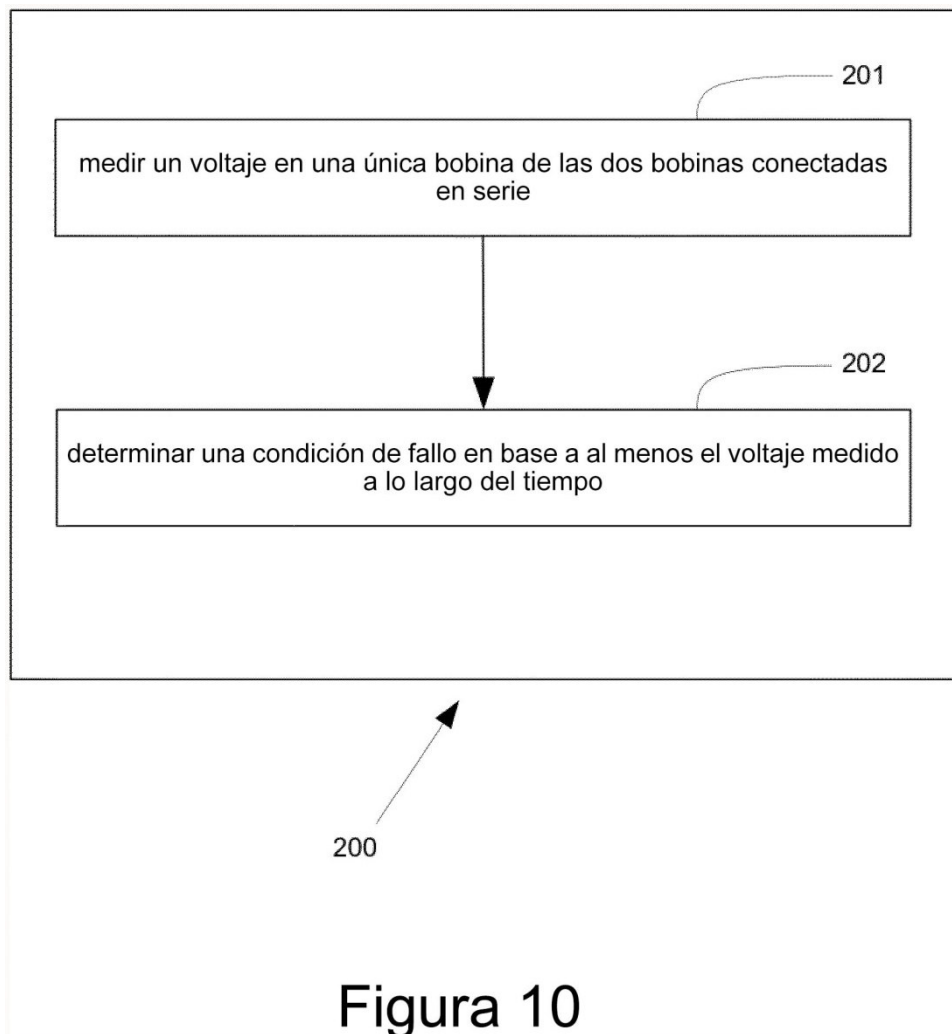 201
medir un voltaje en una única bobina de las dos bobinas conectadas
en serie
202
determinar una condición de fallo en base a al menos el voltaje medido
a lo largo del tiempo
200
Figura 10